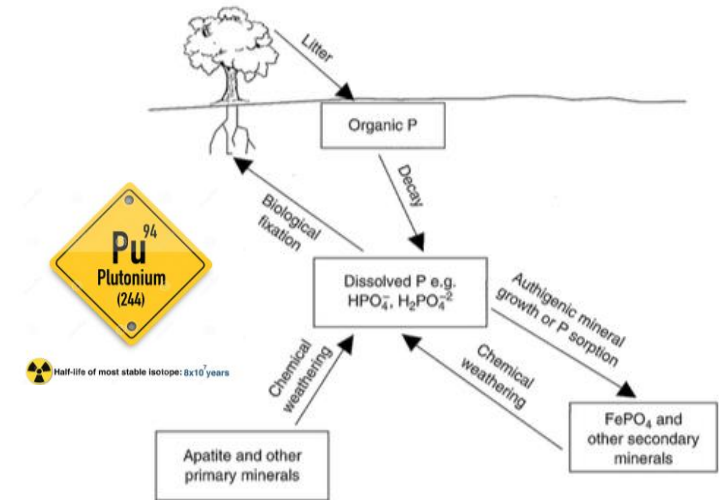 Litter
Organic P
Decay
Biological
fixation
94
Pu
Plutonium
(244)
Half-life of most stable isotope: 8x10⁷years
Dissolved P e.g.
HPO₄⁻, H₂PO₄⁻²
Authigenic mineral
growth or P sorption
Chemical
weathering
Chemical
weathering
FePO₄ and
other secondary
minerals
Apatite and other
primary minerals